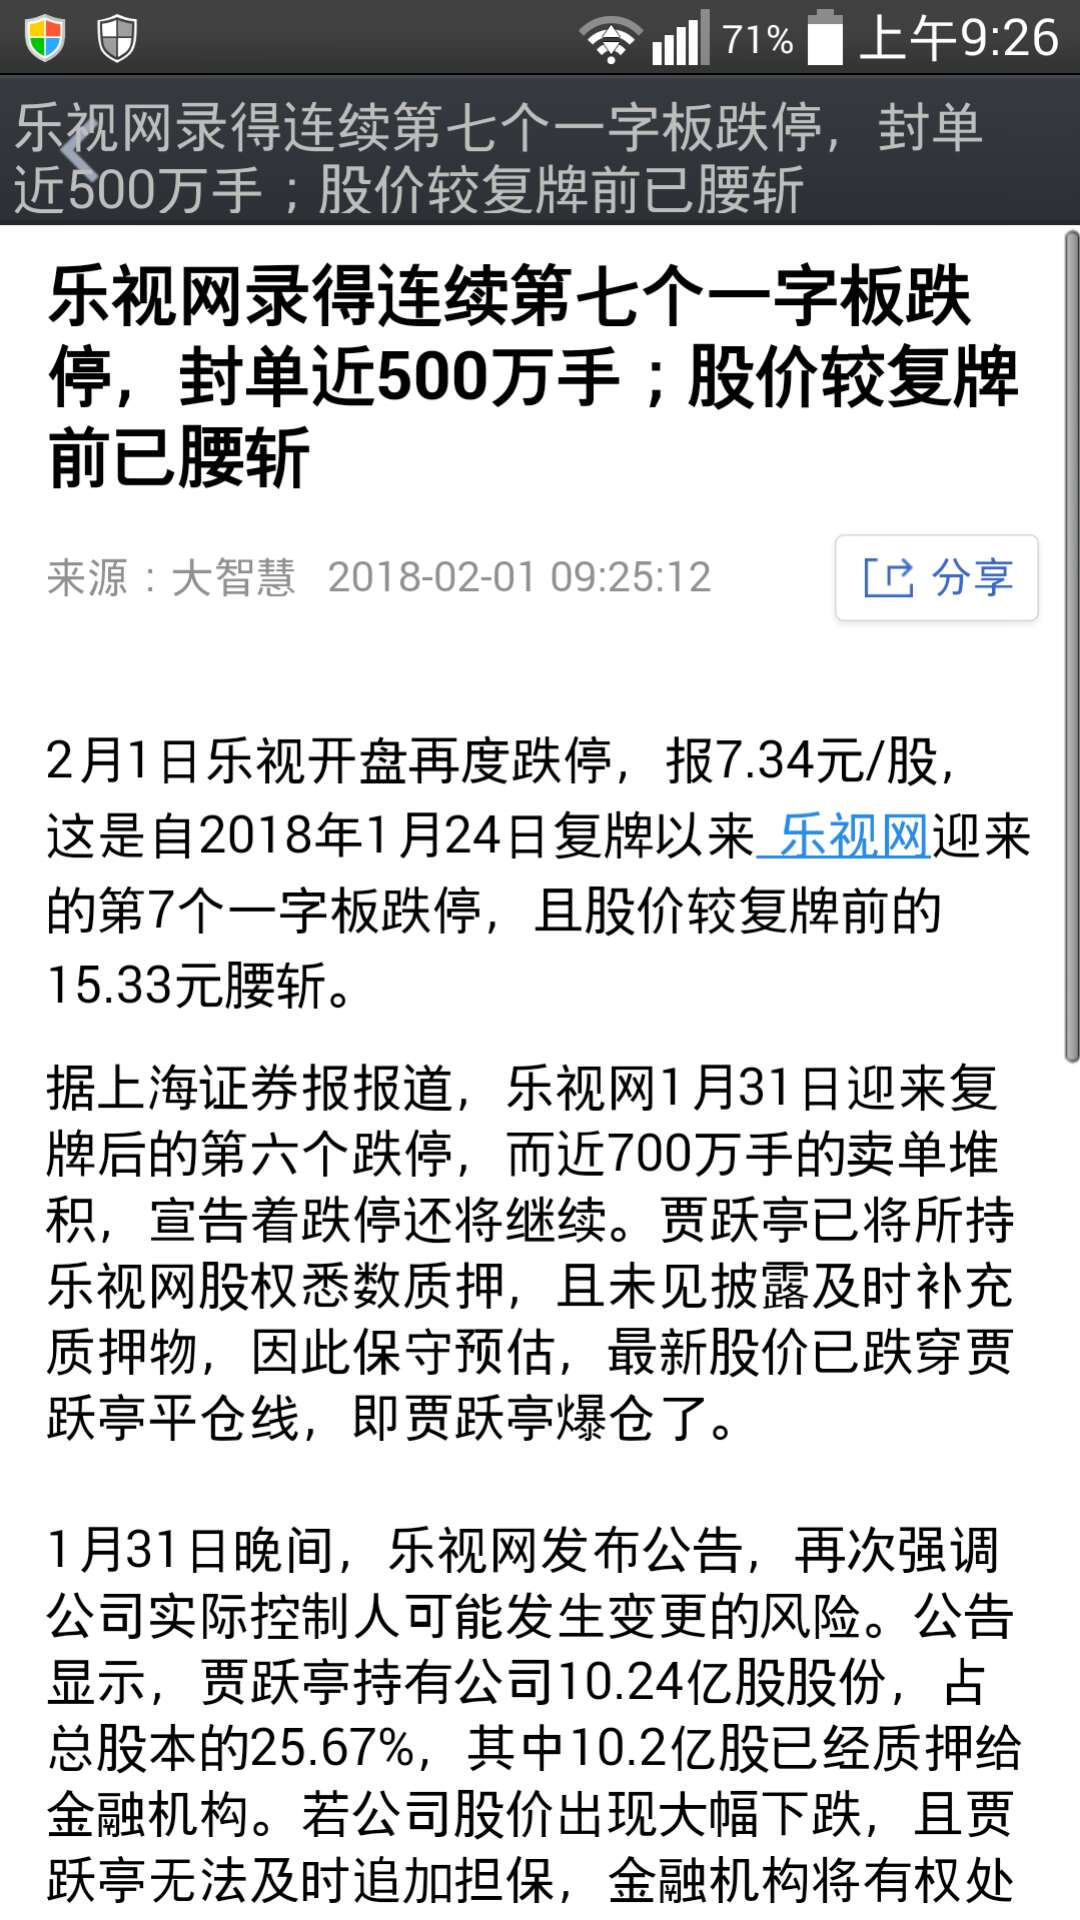 71% 上午9:26
乐视网录得连续第七个一字板跌停，封单
近500万手；股价较复牌前已腰斩
乐视网录得连续第七个一字板跌
停，封单近500万手；股价较复牌
前已腰斩
来源：大智慧 2018-02-01 09:25:12 分享
2月1日乐视开盘再度跌停，报7.34元/股，
这是自2018年1月24日复牌以来 乐视网迎来
的第7个一字板跌停，且股价较复牌前的
15.33元腰斩。
据上海证券报报道，乐视网1月31日迎来复
牌后的第六个跌停，而近700万手的卖单堆
积，宣告着跌停还将继续。贾跃亭已将所持
乐视网股权悉数质押，且未见披露及时补充
质押物，因此保守预估，最新股价已跌穿贾
跃亭平仓线，即贾跃亭爆仓了。
1月31日晚间，乐视网发布公告，再次强调
公司实际控制人可能发生变更的风险。公告
显示，贾跃亭持有公司10.24亿股股份，占
总股本的25.67%，其中10.2亿股已经质押给
金融机构。若公司股价出现大幅下跌，且贾
跃亭无法及时追加担保，金融机构将有权处